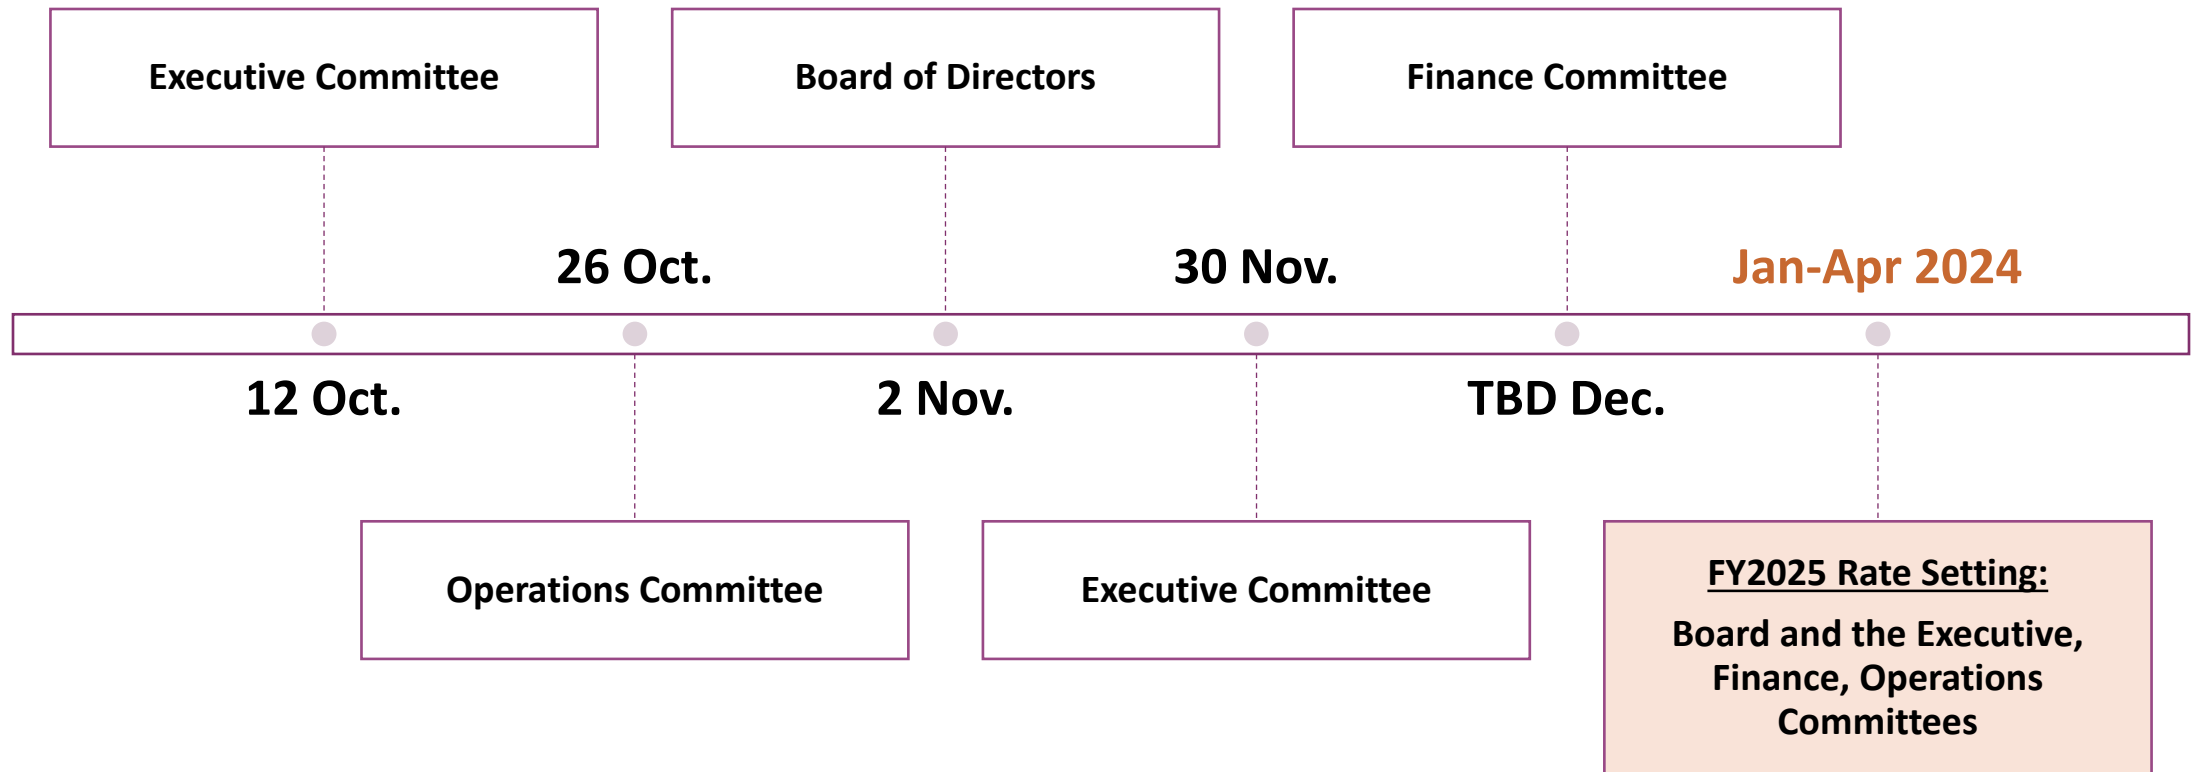 Executive Committee
Board of Directors
Finance Committee
26 Oct.
30 Nov.
Jan-Apr 2024
12 Oct.
2 Nov.
TBD Dec.
Operations Committee
Executive Committee
FY2025 Rate Setting:
Board and the Executive,
Finance, Operations
Committees